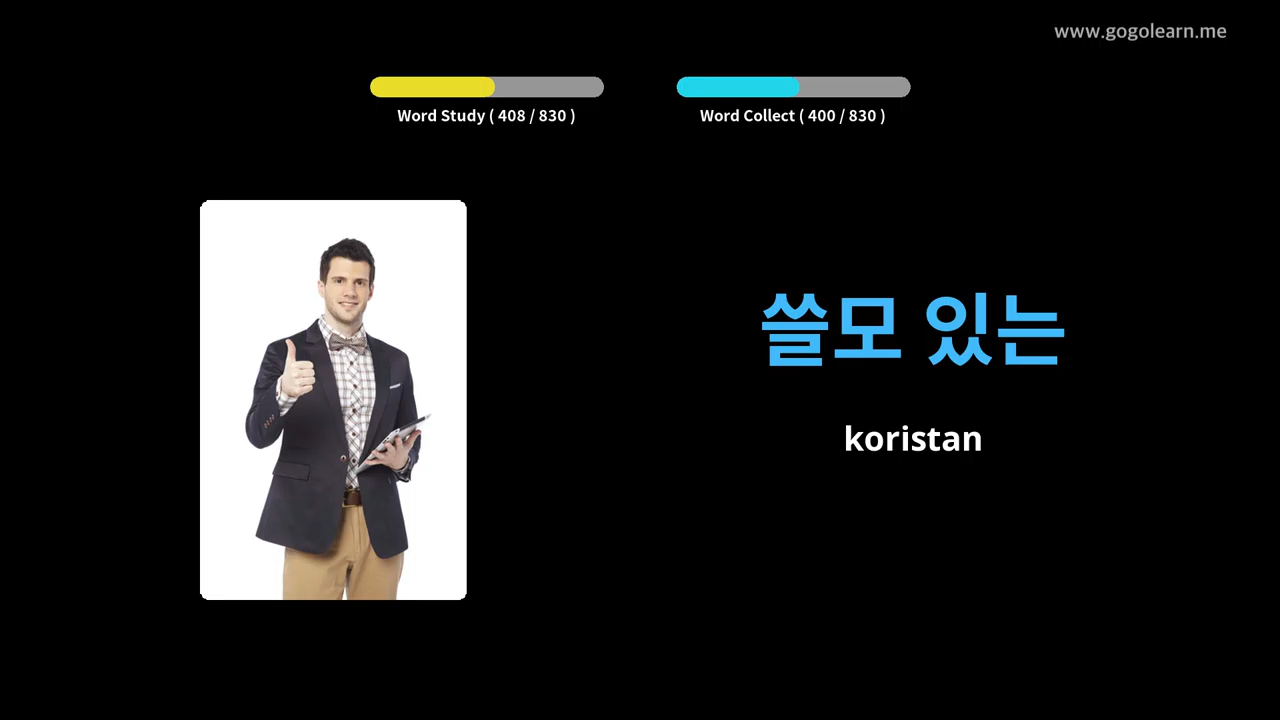 www.gogolearn.me
Word Study ( 408 / 830 )
Word Collect ( 400 / 830 )
쓸모 있는
koristan